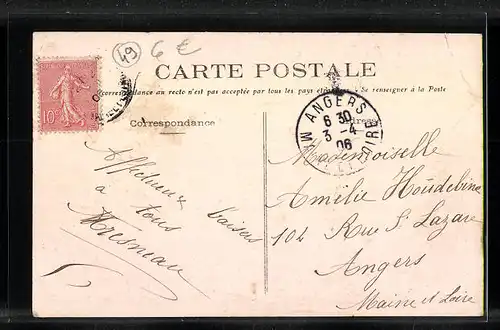 49
6 €
10c
CARTE POSTALE
La correspondance au recto n'est pas acceptée par tous les pays étrangers. Se renseigner à la Poste
Correspondance
Adresse
ANGERS
6 30
3 -4
06
Affectueux baisers
à tous
Mademoiselle
Amélie Houdebine
104 Rue St Lazare
Angers
Maine et Loire